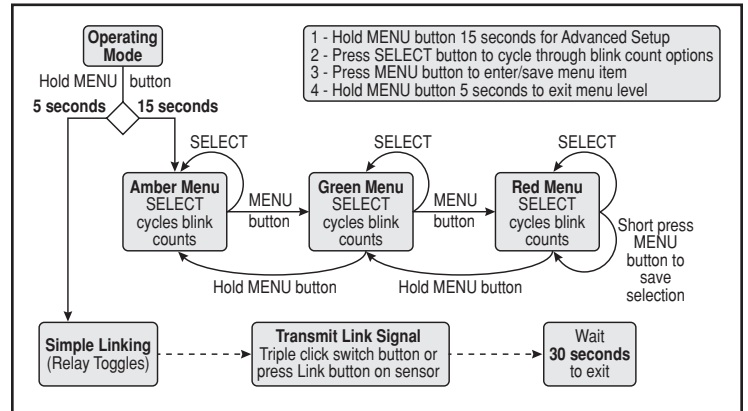 Operating
Mode
1 - Hold MENU button 15 seconds for Advanced Setup
2 - Press SELECT button to cycle through blink count options
3 - Press MENU button to enter/save menu item
4 - Hold MENU button 5 seconds to exit menu level
Hold MENU button
5 seconds
15 seconds
SELECT
SELECT
SELECT
Amber Menu
SELECT
cycles blink
counts
MENU
button
Green Menu
SELECT
cycles blink
counts
MENU
button
Red Menu
SELECT
cycles blink
counts
Short press
MENU
button to
save
selection
Hold MENU button
Hold MENU button
Simple Linking
(Relay Toggles)
Transmit Link Signal
Triple click switch button or
press Link button on sensor
Wait
30 seconds
to exit